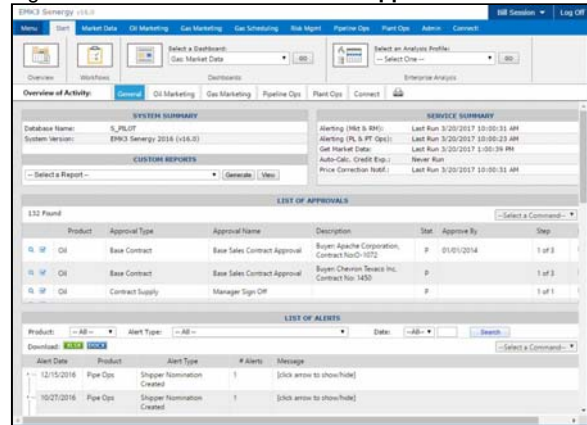 EMK3 Senergy v16.0
Bill Session
Log Off
Menu Start Market Data Oil Marketing Gas Marketing Gas Scheduling Risk Mgmt Pipeline Ops Plant Ops Admin Connect!
Select a Dashboard:
Gas: Market Data
GO
Select an Analysis Profile:
-- Select One --
GO
Overview Workflows Dashboards Enterprise Analysis
Overview of Activity: General Oil Marketing Gas Marketing Pipeline Ops Plant Ops Connect
SYSTEM SUMMARY
Database Name: S_PILOT
System Version: EMK3 Senergy 2016 (v16.0)
CUSTOM REPORTS
-- Select a Report -- Generate View
SERVICE SUMMARY
Alerting (Mkt & RM): Last Run 3/20/2017 10:00:31 AM
Alerting (PL & PT Ops): Last Run 3/20/2017 10:00:23 AM
Get Market Data: Last Run 3/20/2017 1:00:39 PM
Auto-Calc. Credit Exp.: Never Run
Price Correction Notif.: Last Run 3/20/2017 10:00:31 AM
LIST OF APPROVALS
132 Found
--Select a Command--
Product Approval Type Approval Name Description Stat Approve By Step
Oil Base Contract Base Sales Contract Approval Buyer: Apache Corporation, P 01/01/2014 1 of 3
Contract No:O-1072
Oil Base Contract Base Sales Contract Approval Buyer: Chevron Texaco Inc, P 1 of 3
Contract No: 1450
Oil Contract Supply Manager Sign Off P 1 of 1
LIST OF ALERTS
Product: -- All -- Alert Type: -- All -- Date: --All-- Search
Download: XLSX DOCX
--Select a Command--
Alert Date Product Alert Type # Alerts Message
12/15/2016 Pipe Ops Shipper Nomination 1 [click arrow to show/hide]
Created
10/27/2016 Pipe Ops Shipper Nomination 1 [click arrow to show/hide]
Created